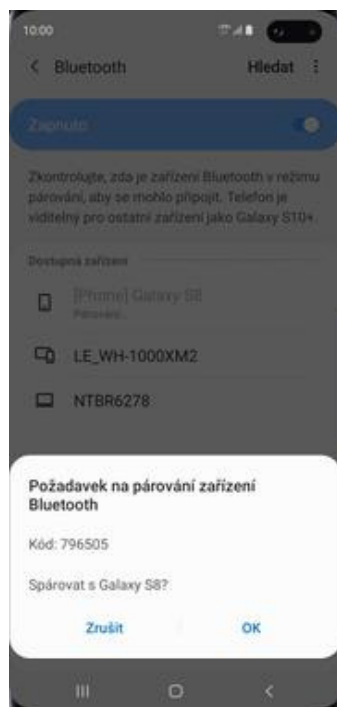 10:00
Bluetooth
Hledat
Zapnuto
Zkontrolujte, zda je zařízení Bluetooth v režimu
párování, aby se mohlo připojit. Telefon je
viditelný pro ostatní zařízení jako Galaxy S10+.
Dostupná zařízení
[Phone] Galaxy S8
Párování...
LE_WH-1000XM2
NTBR6278
Požadavek na párování zařízení
Bluetooth
Kód: 796505
Spárovat s Galaxy S8?
Zrušit
OK